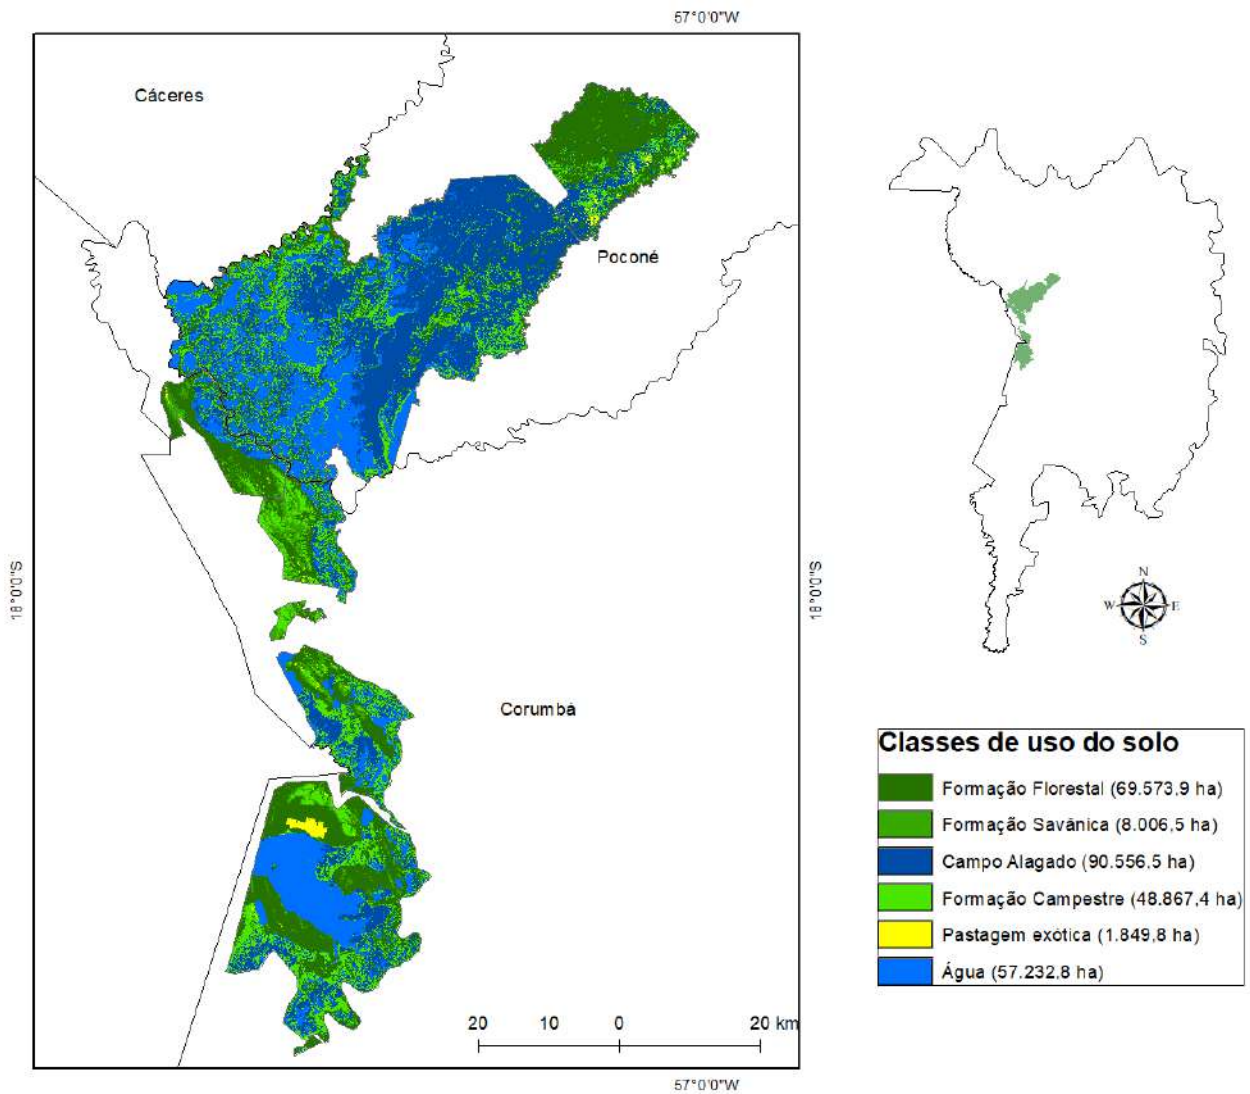 57°0'0"W
Cáceres
Poconé
18°0'0"S
18°0'0"S
Corumbá
N
W
E
S
Classes de uso do solo
Formação Florestal (69.573,9 ha)
Formação Savânica (8.006,5 ha)
Campo Alagado (90.556,5 ha)
Formação Campestre (48.867,4 ha)
Pastagem exótica (1.849,8 ha)
Água (57.232,8 ha)
20 10 0 20 km
57°0'0"W